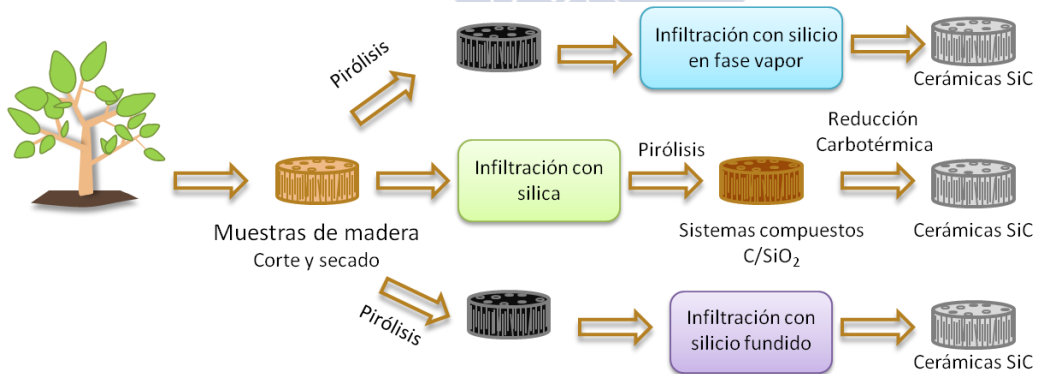 Pirólisis
Infiltración con silicio
en fase vapor
Cerámicas SiC
Muestras de madera
Corte y secado
Infiltración con
silica
Pirólisis
Sistemas compuestos
C/SiO₂
Reducción
Carbotérmica
Cerámicas SiC
Pirólisis
Infiltración con
silicio fundido
Cerámicas SiC